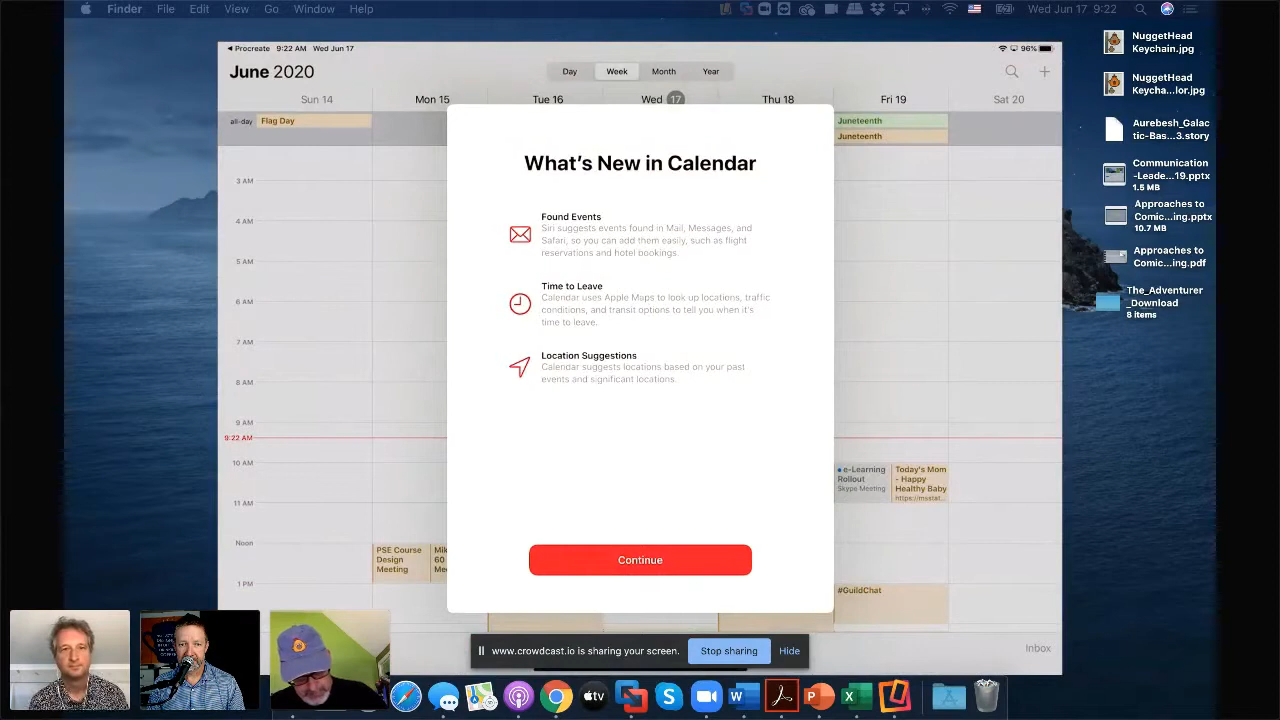 Finder File Edit View Go Window Help
Wed Jun 17 9:22
Procreate 9:22 AM Wed Jun 17
96%
June 2020
Day Week Month Year
Sun 14 Mon 15 Tue 16 Wed 17 Thu 18 Fri 19 Sat 20
all-day Flag Day
Juneteenth
Juneteenth
What's New in Calendar
Found Events
Siri suggests events found in Mail, Messages, and
Safari, so you can add them easily, such as flight
reservations and hotel bookings.
Time to Leave
Calendar uses Apple Maps to look up locations, traffic
conditions, and transit options to tell you when it's
time to leave.
Location Suggestions
Calendar suggests locations based on your past
events and significant locations.
Continue
3 AM
4 AM
5 AM
6 AM
7 AM
8 AM
9 AM
9:22 AM
10 AM
11 AM
Noon
1 PM
PSE Course
Design
Meeting
Mik
60
Me
e-Learning
Rollout
Skype Meeting
Today's Mom
- Happy
Healthy Baby
#GuildChat
Inbox
NuggetHead
Keychain.jpg
NuggetHead
Keycha...lor.jpg
Aurebesh_Galac
tic-Bas...3.story
Communication
-Leade...19.pptx
1.5 MB
Approaches to
Comic...ing.pptx
10.7 MB
Approaches to
Comic...ing.pdf
The_Adventurer
_Download
8 items
www.crowdcast.io is sharing your screen. Stop sharing Hide
tv